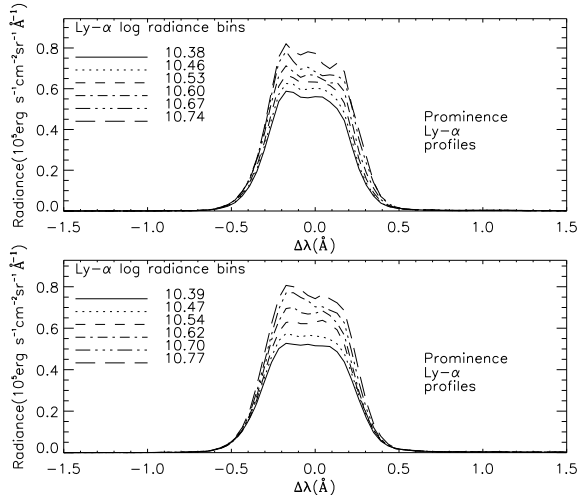 Ly-α log radiance bins
10.38
10.46
10.53
10.60
10.67
10.74
Prominence
Ly-α
profiles
Radiance(10⁵erg s⁻¹cm⁻²sr⁻¹Å⁻¹)
0.8
0.6
0.4
0.2
0.0
−1.5 −1.0 −0.5 0.0 0.5 1.0 1.5
Δλ(Å)
Ly-α log radiance bins
10.39
10.47
10.54
10.62
10.70
10.77
Prominence
Ly-α
profiles
Radiance(10⁵erg s⁻¹cm⁻²sr⁻¹Å⁻¹)
0.8
0.6
0.4
0.2
0.0
−1.5 −1.0 −0.5 0.0 0.5 1.0 1.5
Δλ(Å)